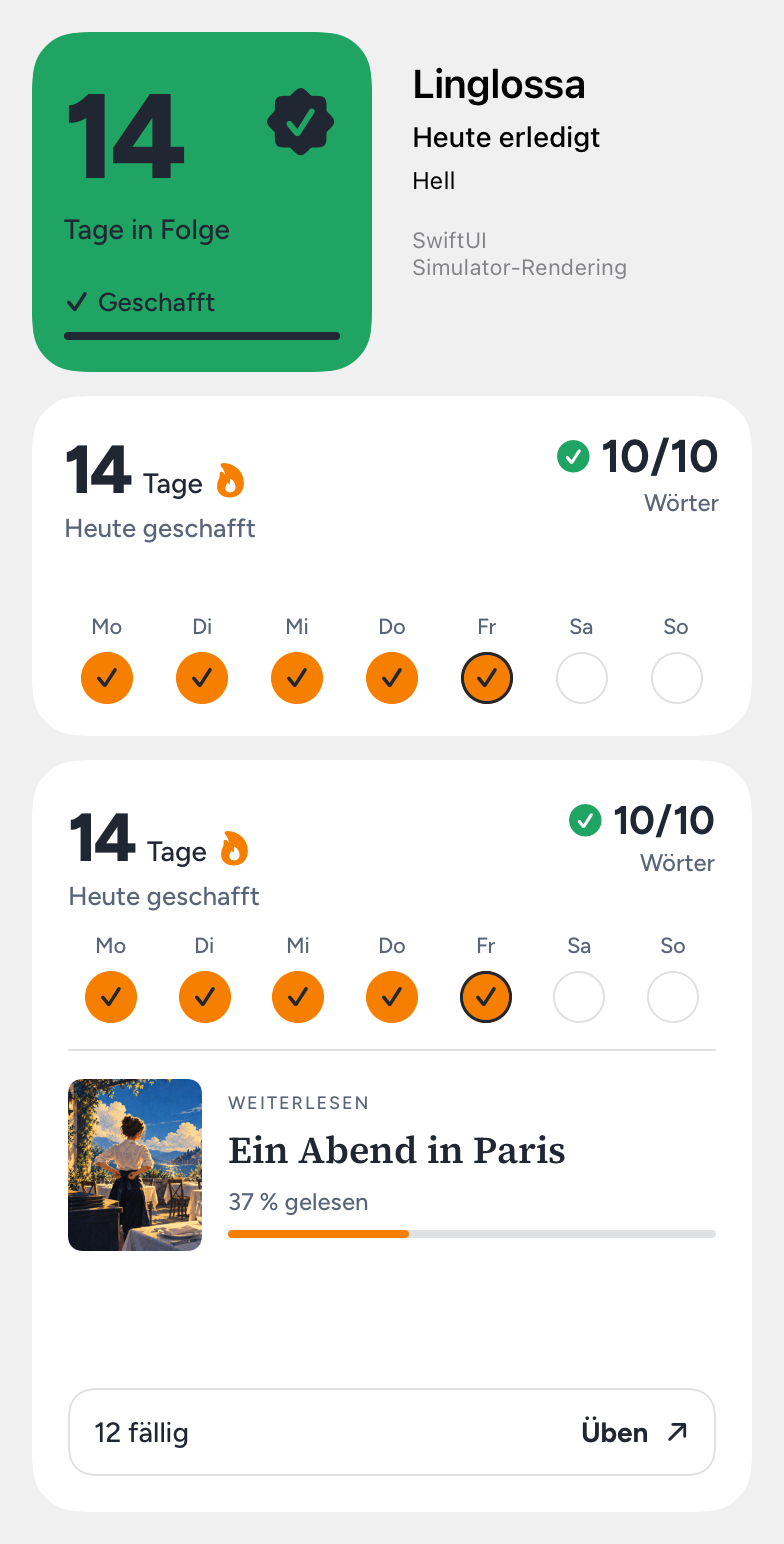 14
Tage in Folge
Geschafft
Linglossa
Heute erledigt
Hell
SwiftUI
Simulator-Rendering
14 Tage
Heute geschafft
10/10
Wörter
Mo Di Mi Do Fr Sa So
14 Tage
Heute geschafft
10/10
Wörter
Mo Di Mi Do Fr Sa So
WEITERLESEN
Ein Abend in Paris
37 % gelesen
12 fällig
Üben